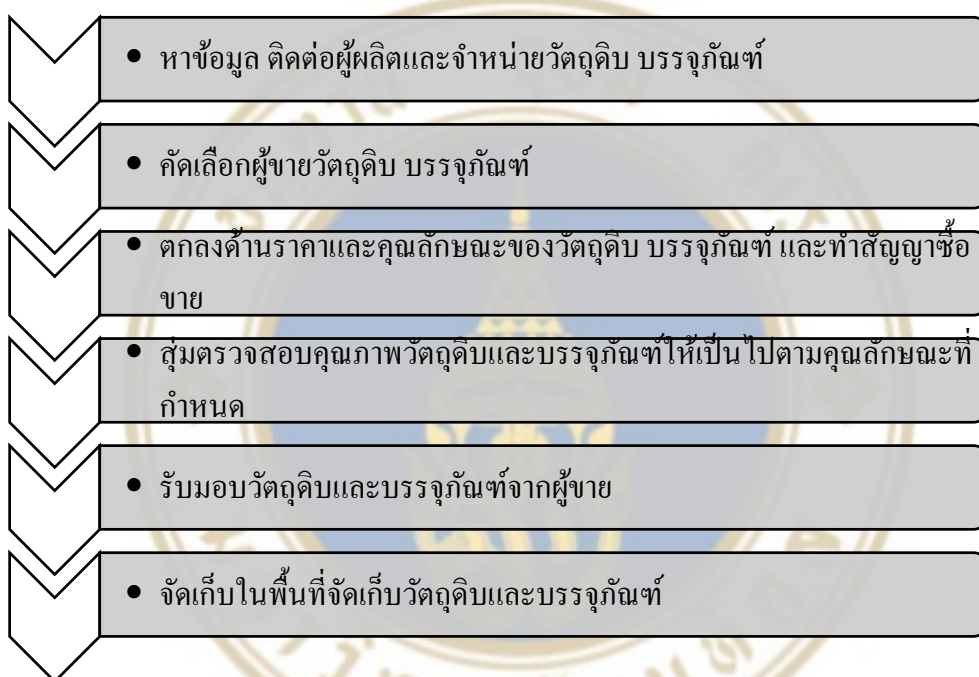 • หาข้อมูล ติดต่อผู้ผลิตและจำหน่ายวัตถุดิบ บรรจุภัณฑ์
• คัดเลือกผู้ขายวัตถุดิบ บรรจุภัณฑ์
• ตกลงด้านราคาและคุณลักษณะของวัตถุดิบ บรรจุภัณฑ์ และทำสัญญาซื้อ
ขาย
• สุ่มตรวจสอบคุณภาพวัตถุดิบและบรรจุภัณฑ์ให้เป็นไปตามคุณลักษณะที่
กำหนด
• รับมอบวัตถุดิบและบรรจุภัณฑ์จากผู้ขาย
• จัดเก็บในพื้นที่จัดเก็บวัตถุดิบและบรรจุภัณฑ์